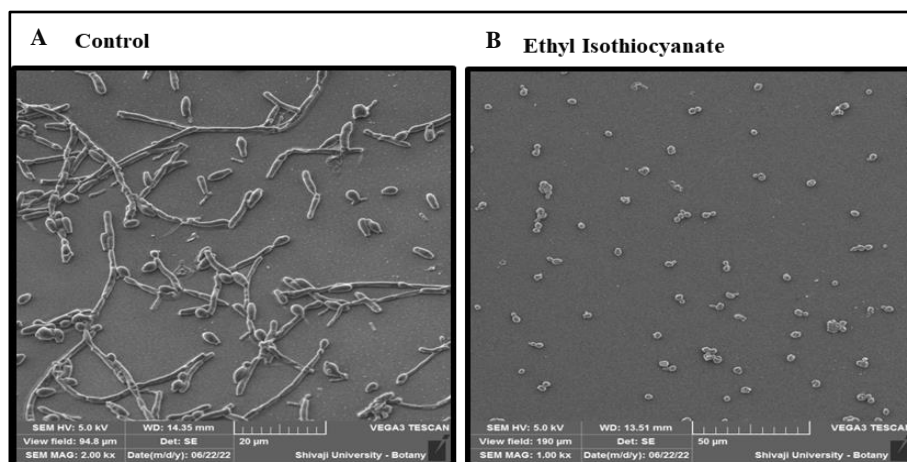 A Control
B Ethyl Isothiocyanate
SEM HV: 5.0 kV WD: 14.35 mm VEGA3 TESCAN
View field: 94.8 µm Det: SE 20 µm
SEM MAG: 2.00 kx Date(m/d/y): 06/22/22 Shivaji University - Botany
SEM HV: 5.0 kV WD: 13.51 mm VEGA3 TESCAN
View field: 190 µm Det: SE 50 µm
SEM MAG: 1.00 kx Date(m/d/y): 06/22/22 Shivaji University - Botany